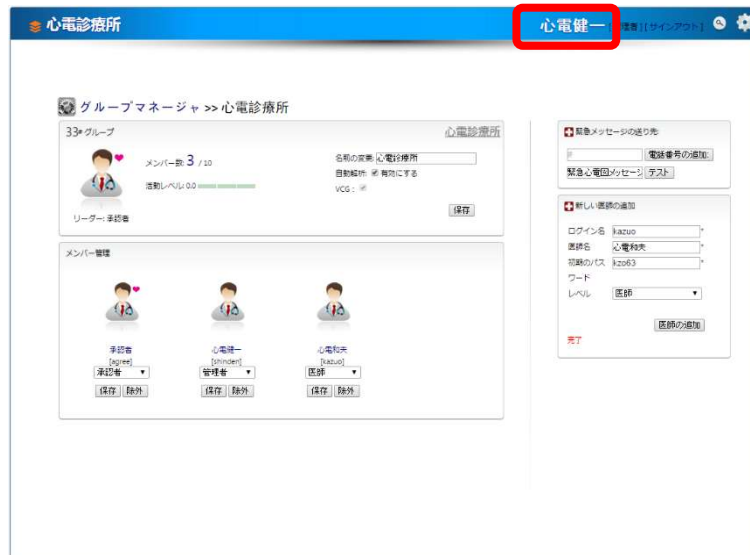 心電診療所
心電健一 [管理者][サインアウト]
グループマネージャ >> 心電診療所
33# グループ
心電診療所
メンバー数: 3 / 10
活動レベル: 0.0
リーダー: 承認者
名前の変更: 心電診療所
自動解析: 有効にする
VCG :
保存
メンバー管理
承認者
[agree]
承認者
保存 除外
心電健一
[shinden]
管理者
保存 除外
心電和夫
[kazuo]
医師
保存 除外
緊急メッセージの送り先:
電話番号の追加:
緊急心電図メッセージ テスト
新しい医師の追加
ログイン名 kazuo *
医師名 心電和夫 *
初期のパスワード kzo63 *
レベル 医師
医師の追加
完了